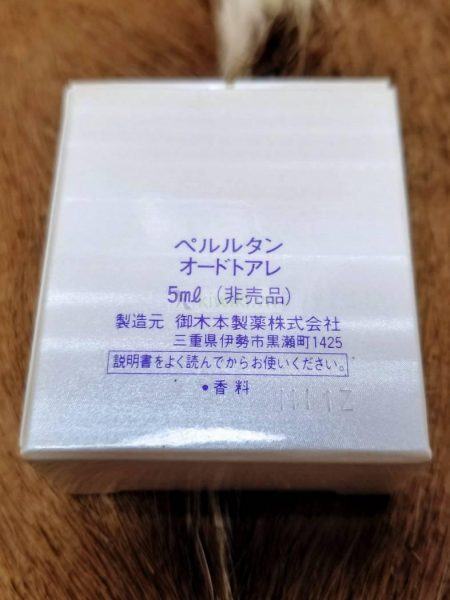 ペルルタン
オードトアレ
5ml (非売品)
製造元 御木本製薬株式会社
三重県伊勢市黒瀬町1425
説明書をよく読んでからお使いください。
•香料